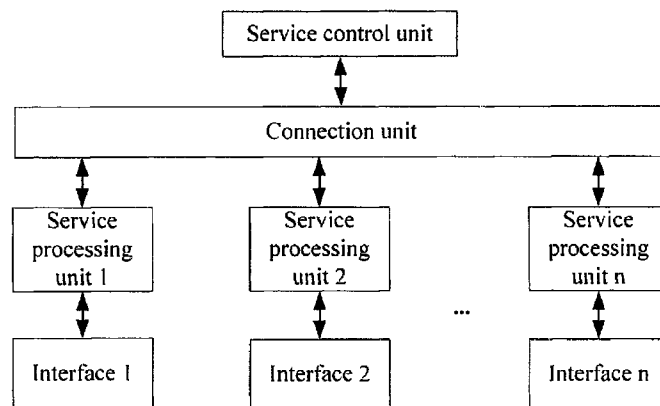 Service control unit
Connection unit
Service
processing
unit 1
Service
processing
unit 2
Service
processing
unit n
...
Interface 1
Interface 2
Interface n